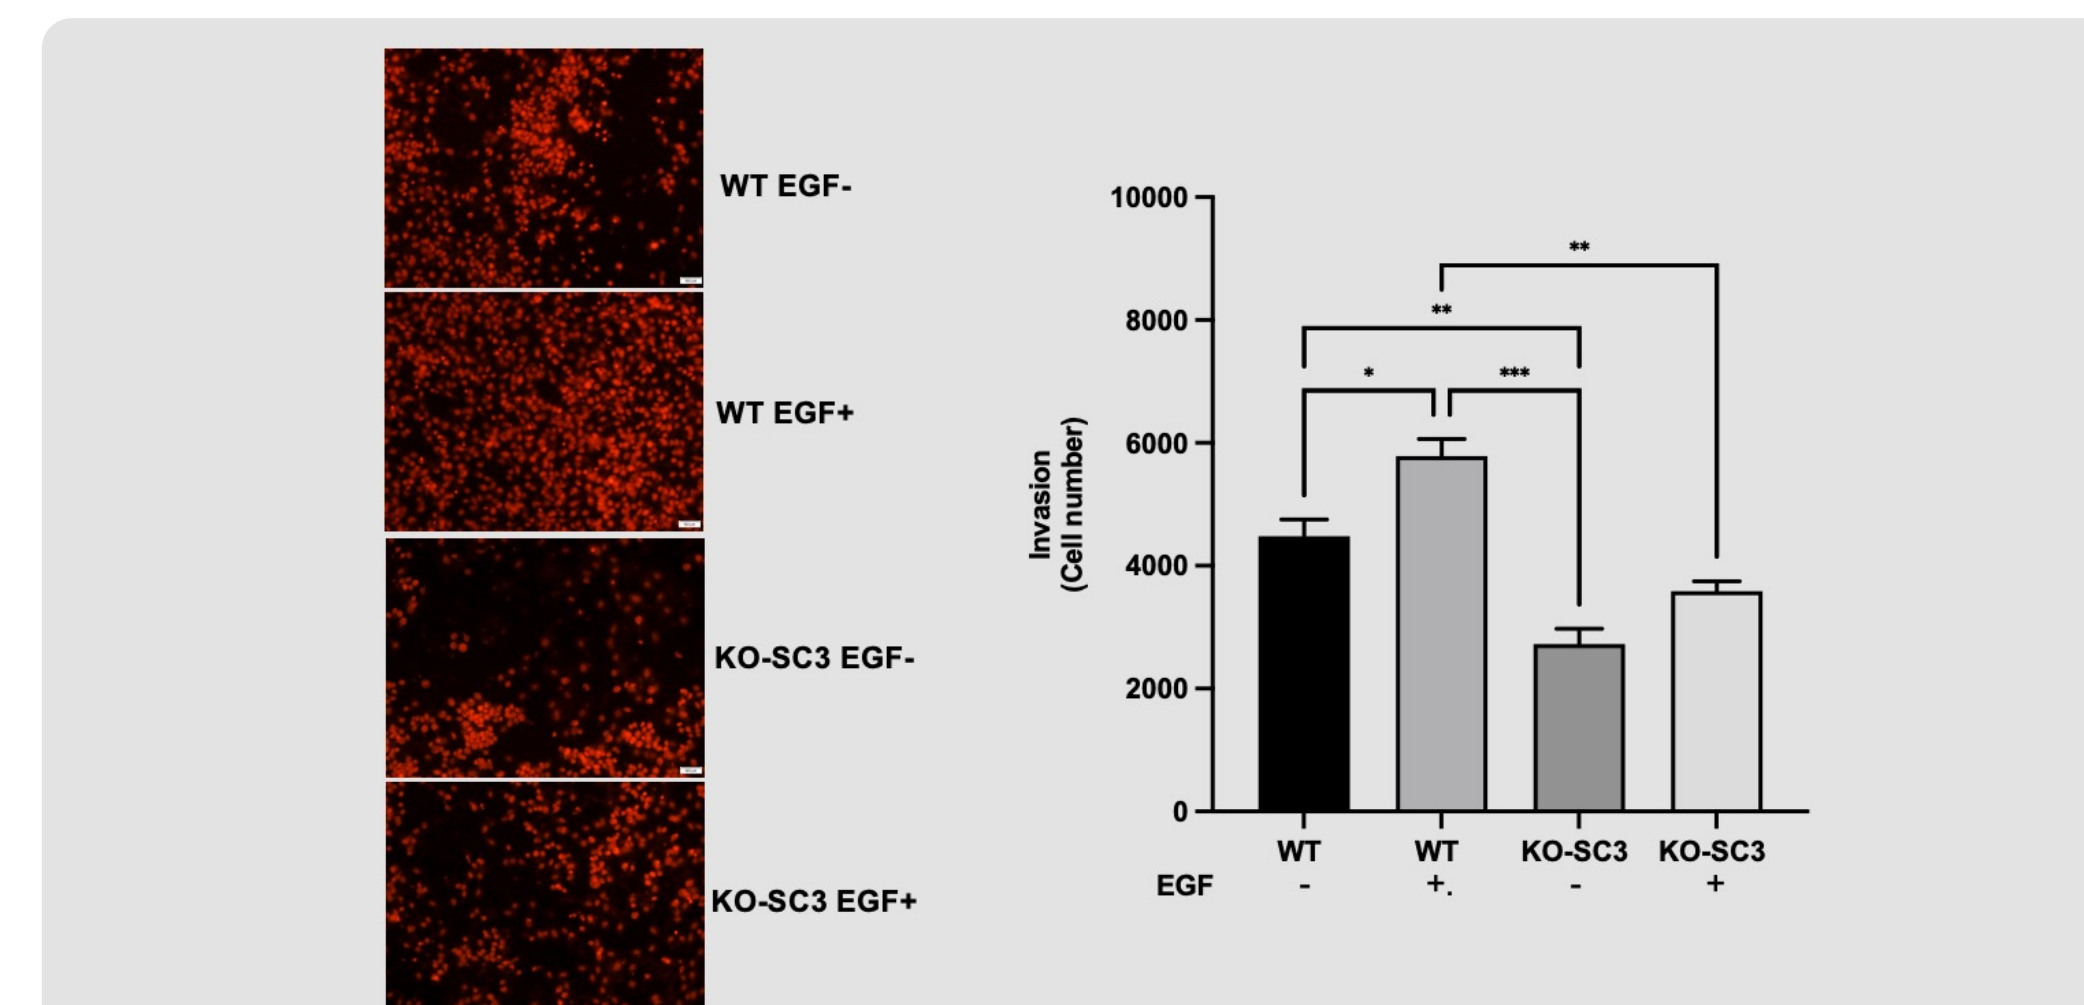 WT EGF-
WT EGF+
KO-SC3 EGF-
KO-SC3 EGF+
Invasion
(Cell number)
10000
8000
6000
4000
2000
0
**
**
*
***
WT WT KO-SC3 KO-SC3
EGF - +. - +